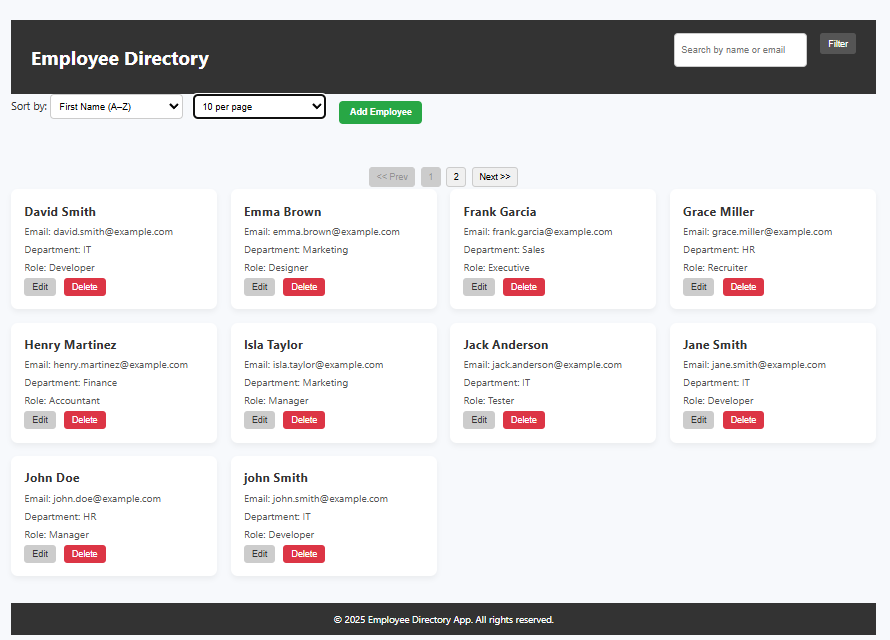 Employee Directory
Search by name or email
Filter
Sort by: First Name (A–Z) 10 per page Add Employee
<< Prev 1 2 Next >>
David Smith
Email: david.smith@example.com
Department: IT
Role: Developer
Edit Delete
Emma Brown
Email: emma.brown@example.com
Department: Marketing
Role: Designer
Edit Delete
Frank Garcia
Email: frank.garcia@example.com
Department: Sales
Role: Executive
Edit Delete
Grace Miller
Email: grace.miller@example.com
Department: HR
Role: Recruiter
Edit Delete
Henry Martinez
Email: henry.martinez@example.com
Department: Finance
Role: Accountant
Edit Delete
Isla Taylor
Email: isla.taylor@example.com
Department: Marketing
Role: Manager
Edit Delete
Jack Anderson
Email: jack.anderson@example.com
Department: IT
Role: Tester
Edit Delete
Jane Smith
Email: jane.smith@example.com
Department: IT
Role: Developer
Edit Delete
John Doe
Email: john.doe@example.com
Department: HR
Role: Manager
Edit Delete
john Smith
Email: john.smith@example.com
Department: IT
Role: Developer
Edit Delete
© 2025 Employee Directory App. All rights reserved.